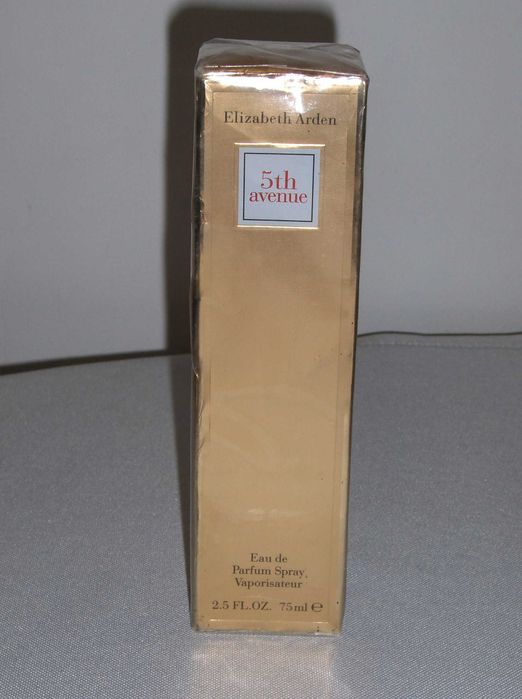 Elizabeth Arden
5th
avenue
Eau de
Parfum Spray
Vaporisateur
2.5 FL.OZ. 75ml ℮